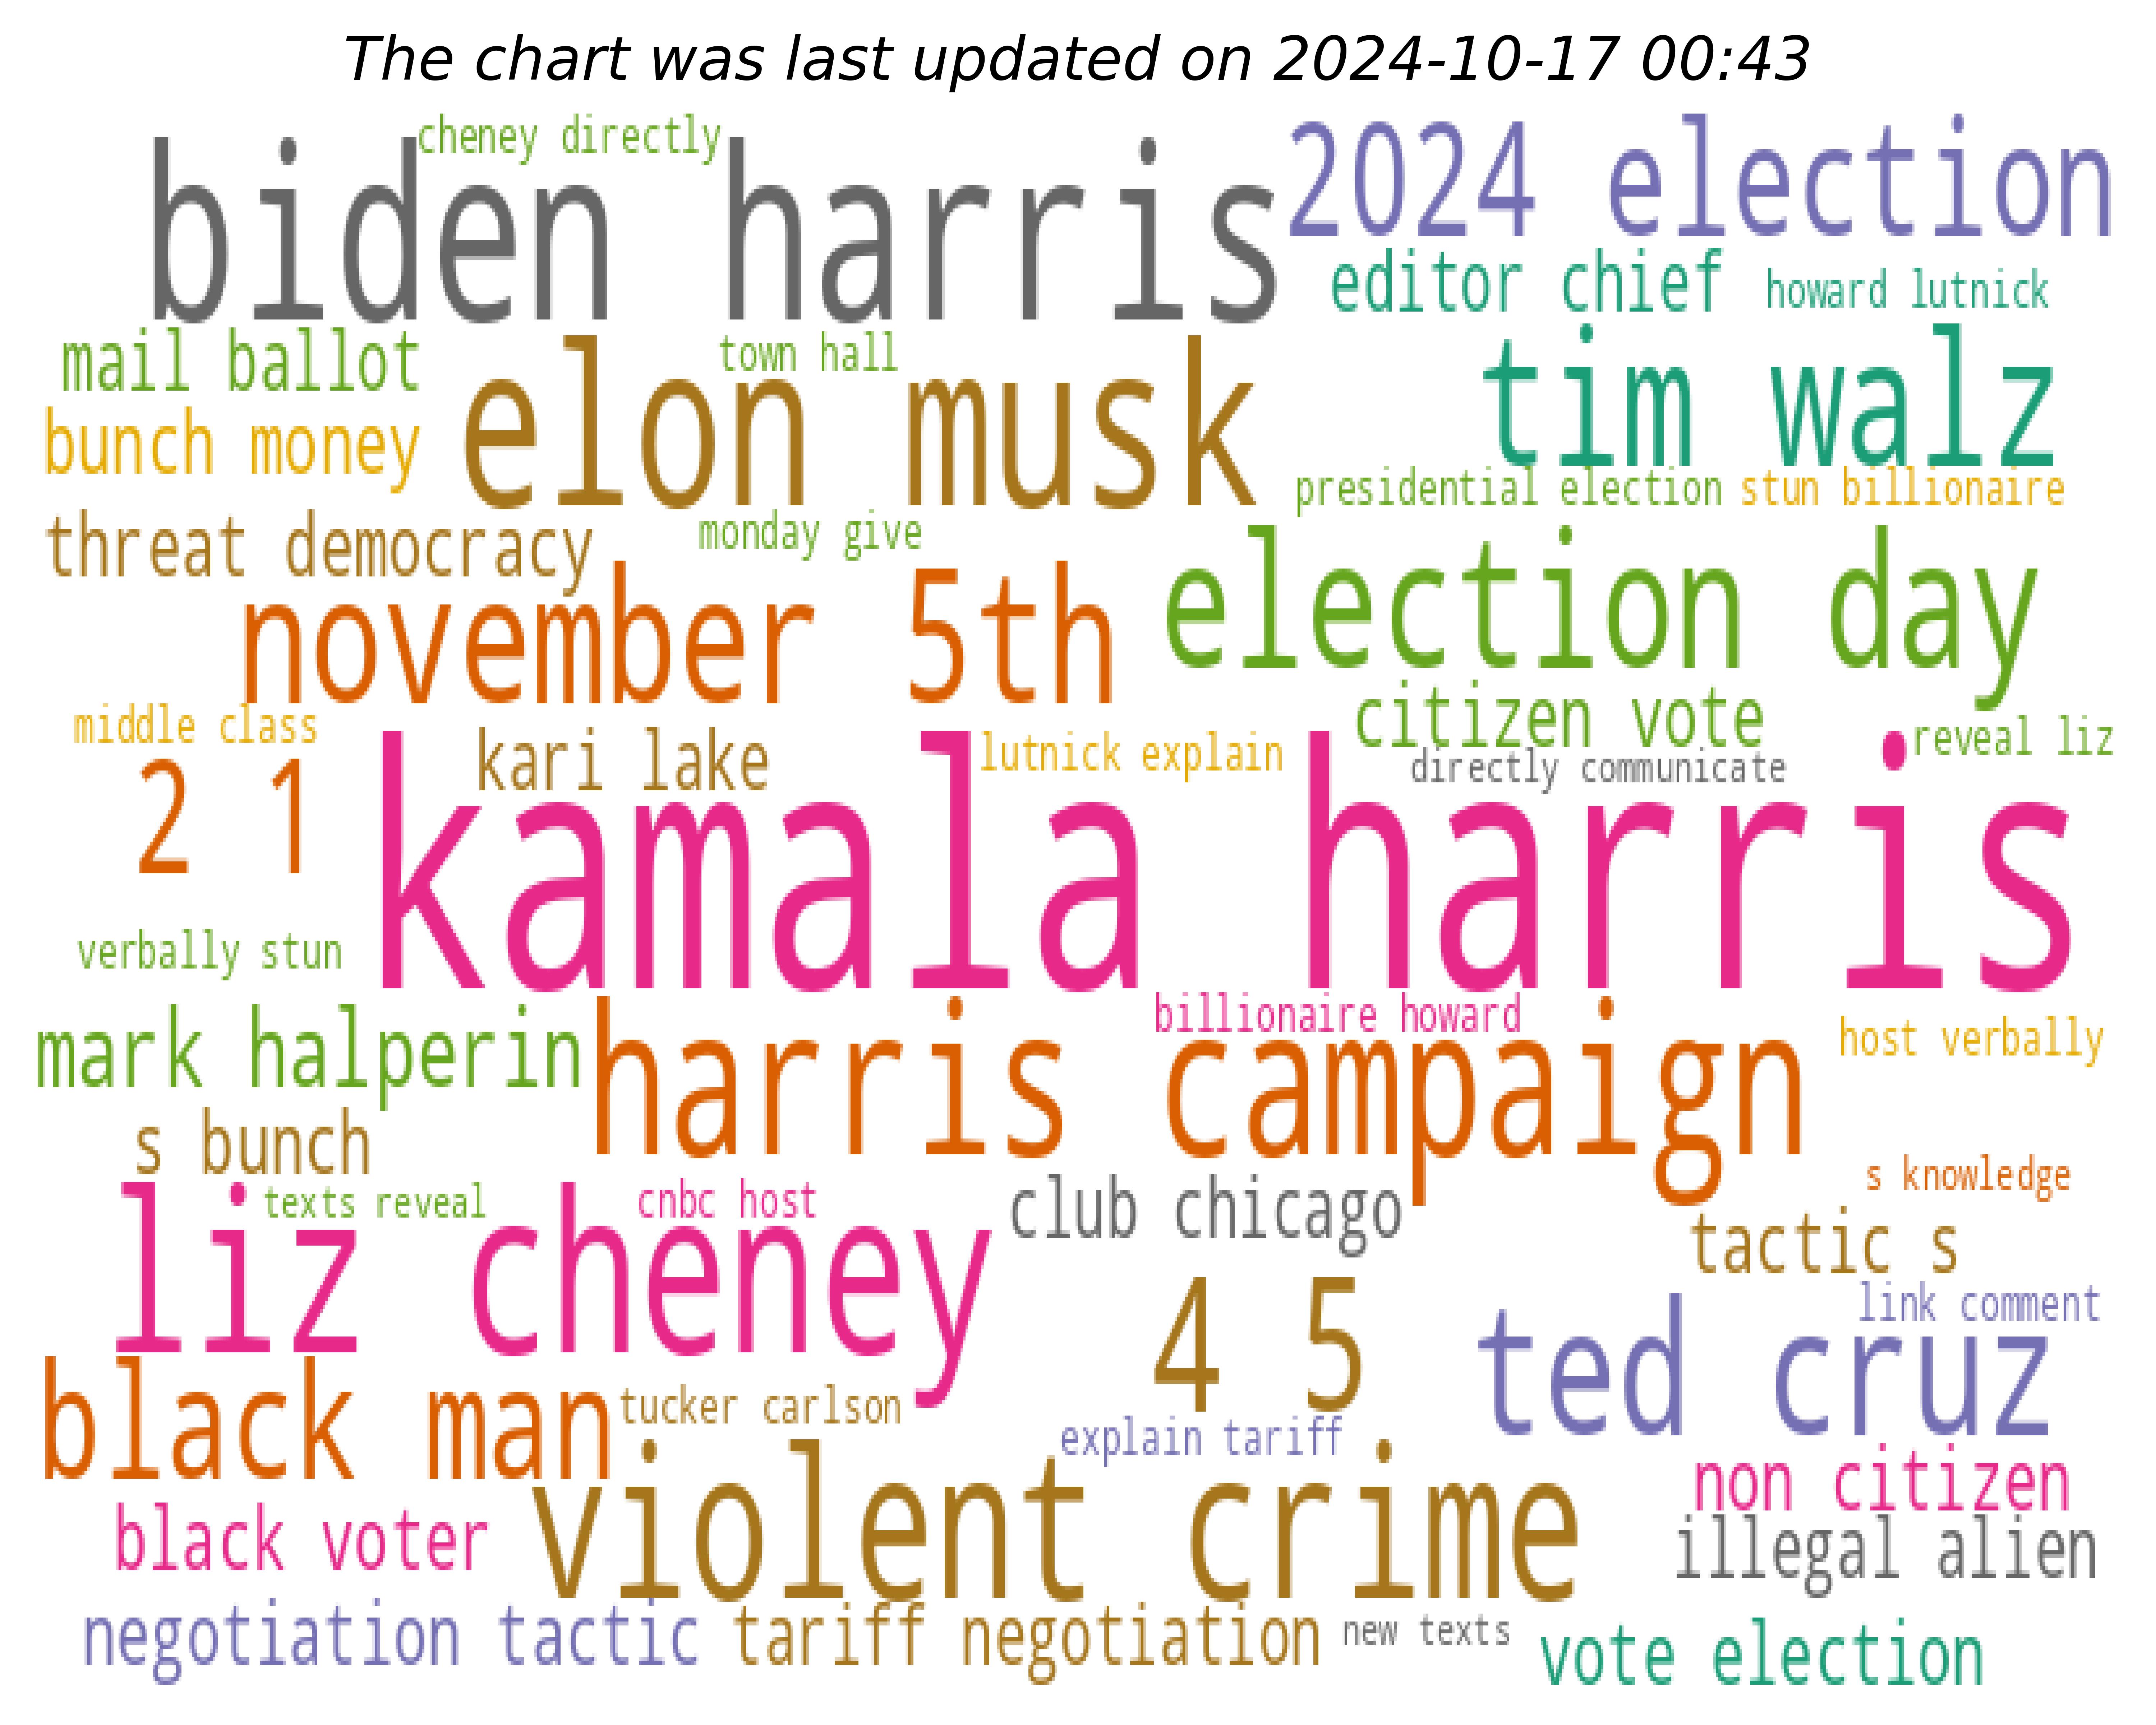 The chart was last updated on 2024-10-17 00:43
cheney directly
biden harris
2024 election
editor chief
howard lutnick
mail ballot
town hall
elon musk
tim walz
bunch money
presidential election
stun billionaire
threat democracy
monday give
november 5th
election day
middle class
kari lake
lutnick explain
citizen vote
reveal liz
directly communicate
2 1
kamala harris
verbally stun
mark halperin
billionaire howard
host verbally
harris campaign
s bunch
s knowledge
texts reveal
cnbc host
club chicago
tactic s
liz cheney
4 5
link comment
ted cruz
black man
tucker carlson
explain tariff
violent crime
non citizen
black voter
illegal alien
negotiation tactic
tariff negotiation
new texts
vote election